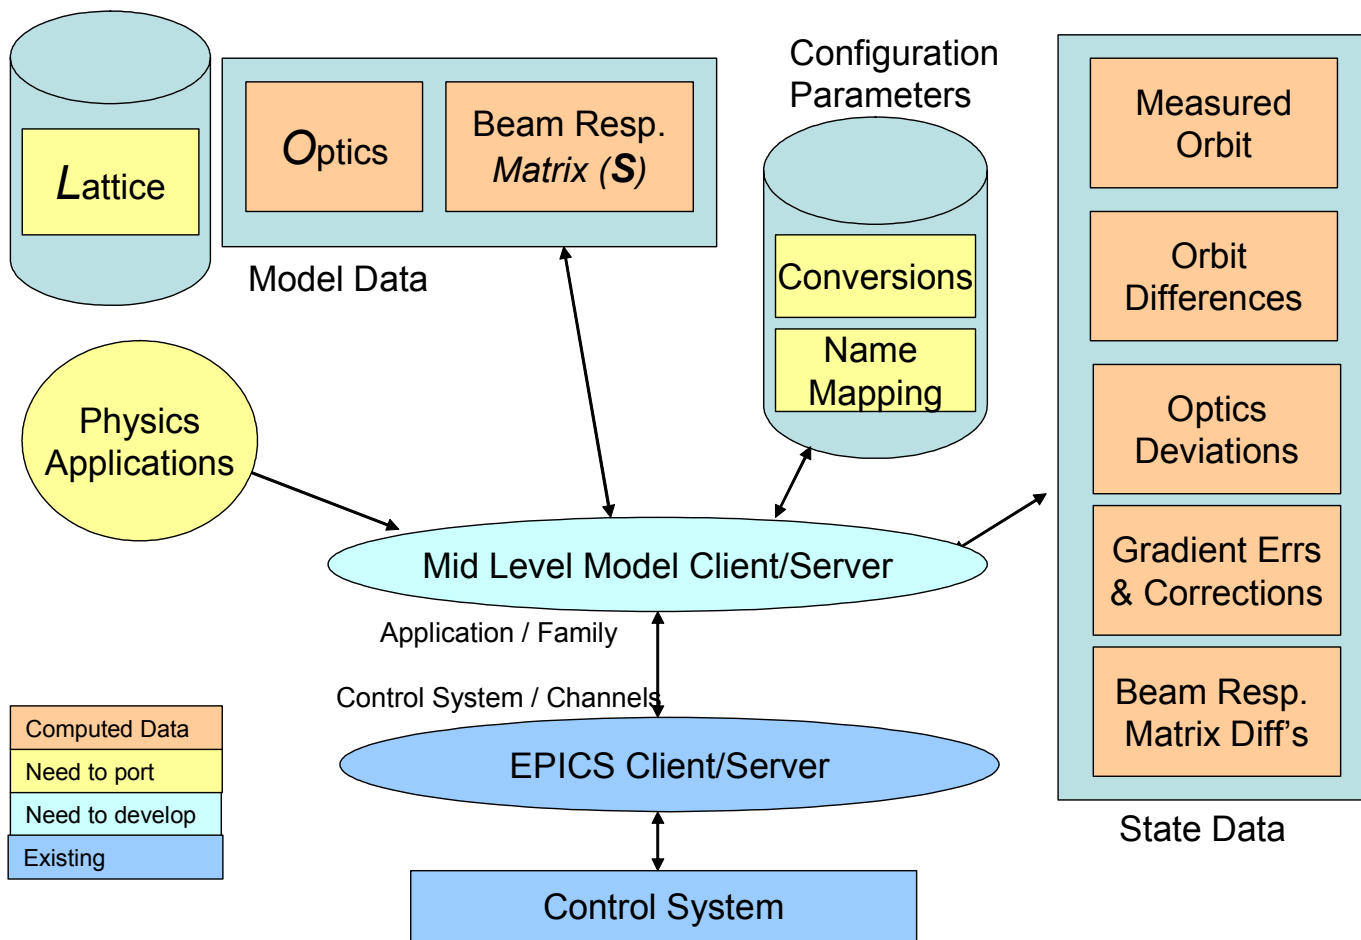 Lattice
Optics
Beam Resp.
Matrix (S)
Model Data
Configuration
Parameters
Conversions
Name
Mapping
Measured
Orbit
Orbit
Differences
Optics
Deviations
Gradient Errs
& Corrections
Beam Resp.
Matrix Diff’s
State Data
Physics
Applications
Mid Level Model Client/Server
Application / Family
Control System / Channels
EPICS Client/Server
Control System
Computed Data
Need to port
Need to develop
Existing